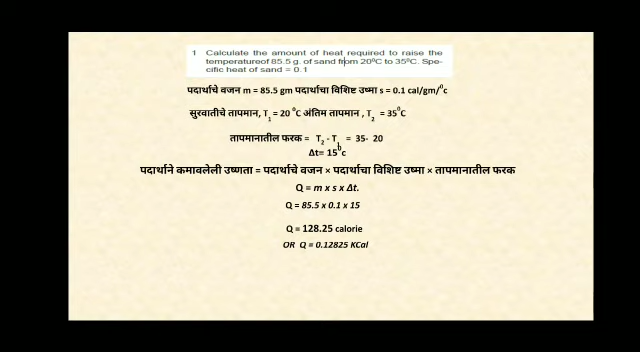 1 Calculate the amount of heat required to raise the
temperatureof 85.5 g. of sand from 20⁰C to 35⁰C. Spe-
cific heat of sand = 0.1
पदार्थाचे वजन m = 85.5 gm पदार्थाचा विशिष्ट उष्मा s = 0.1 cal/gm/⁰c
सुरवातीचे तापमान, T₁ = 20 ⁰C अंतिम तापमान , T₂ = 35⁰C
तापमानातील फरक = T₂ - T₁ = 35- 20
Δt= 15⁰c
पदार्थाने कमावलेली उष्णता = पदार्थाचे वजन × पदार्थाचा विशिष्ट उष्मा × तापमानातील फरक
Q = m x s x Δt.
Q = 85.5 x 0.1 x 15
Q = 128.25 calorie
OR Q = 0.12825 KCal